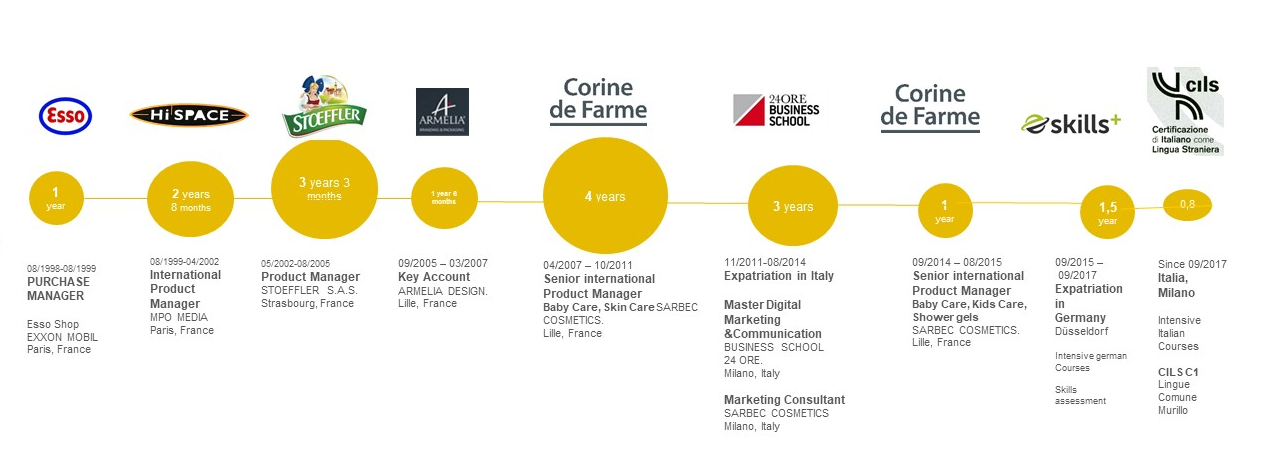 Esso
Hi SPACE
STOEFFLER
ARMELIA
BRANDING & PACKAGING
Corine
de Farme
24ORE
BUSINESS
SCHOOL
Corine
de Farme
eskills+
cils
Certificazione
di Italiano come
Lingua Straniera
1
year
2 years
8 months
3 years 3
months
1 year 6
months
4 years
3 years
1
year
1,5
year
0,8
08/1998-08/1999
PURCHASE
MANAGER
Esso Shop
EXXON MOBIL
Paris, France
08/1999-04/2002
International
Product
Manager
MPO MEDIA
Paris, France
05/2002-08/2005
Product Manager
STOEFFLER S.A.S.
Strasbourg, France
09/2005 – 03/2007
Key Account
ARMELIA DESIGN.
Lille, France
04/2007 – 10/2011
Senior international
Product Manager
Baby Care, Skin Care SARBEC
COSMETICS.
Lille, France
11/2011-08/2014
Expatriation in Italy
Master Digital
Marketing
&Communication
BUSINESS SCHOOL
24 ORE.
Milano, Italy
Marketing Consultant
SARBEC COSMETICS
Milano, Italy
09/2014 – 08/2015
Senior international
Product Manager
Baby Care, Kids Care,
Shower gels
SARBEC COSMETICS.
Lille, France
09/2015 –
09/2017
Expatriation
in
Germany
Düsseldorf
Intensive german
Courses
Skills
assessment
Since 09/2017
Italia,
Milano
Intensive
Italian
Courses
CILS C1
Lingue
Comune
Murillo